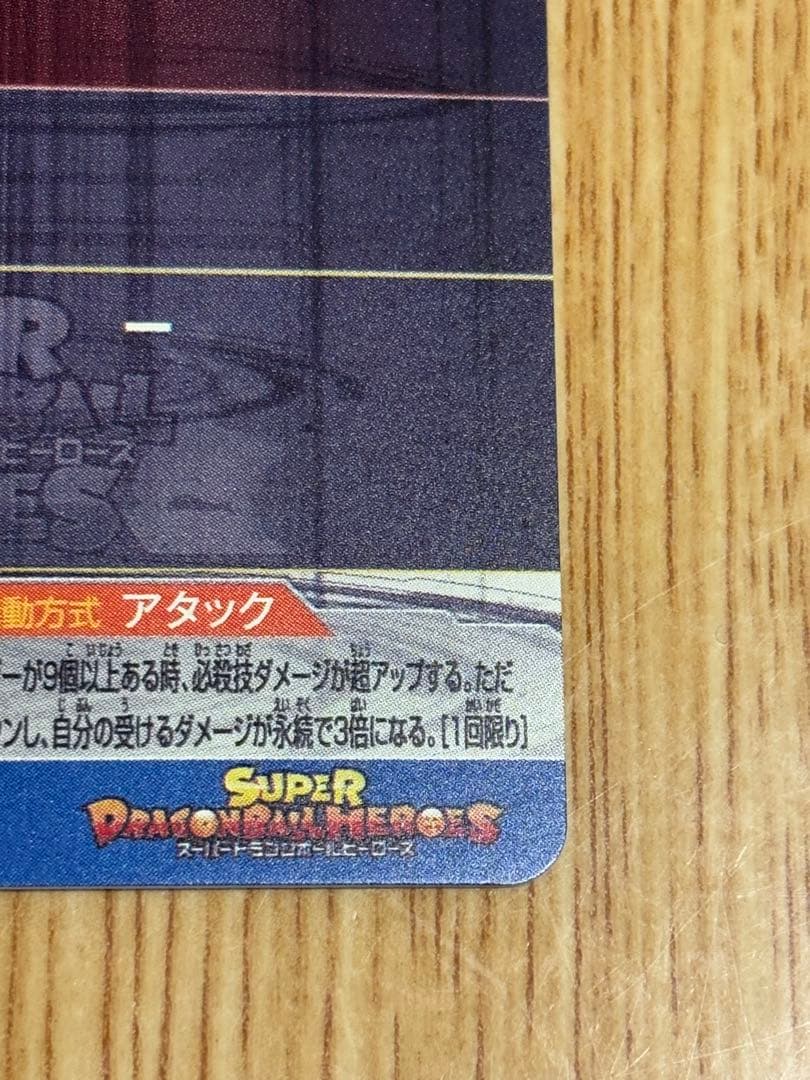 R
ヒーローズ
ES
動方式 アタック
ーが9個以上ある時、必殺技ダメージが超アップする。ただ
ンし、自分の受けるダメージが永続で3倍になる。[1回限り]
SUPER
DRAGONBALL HEROES
スーパードラゴンボールヒーローズ